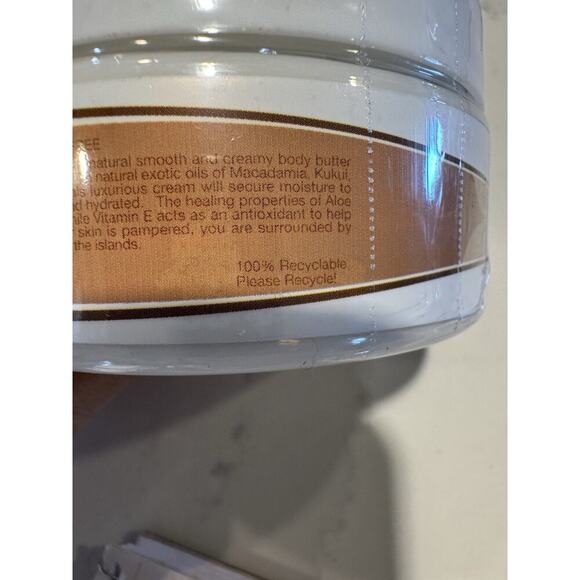 natural smooth and creamy body butter
natural exotic oils of Macadamia, Kukui,
luxurious cream will secure moisture to
hydrated. The healing properties of Aloe
Vitamin E acts as an antioxidant to help
skin is pampered, you are surrounded by
the islands.
100% Recyclable
Please Recycle!